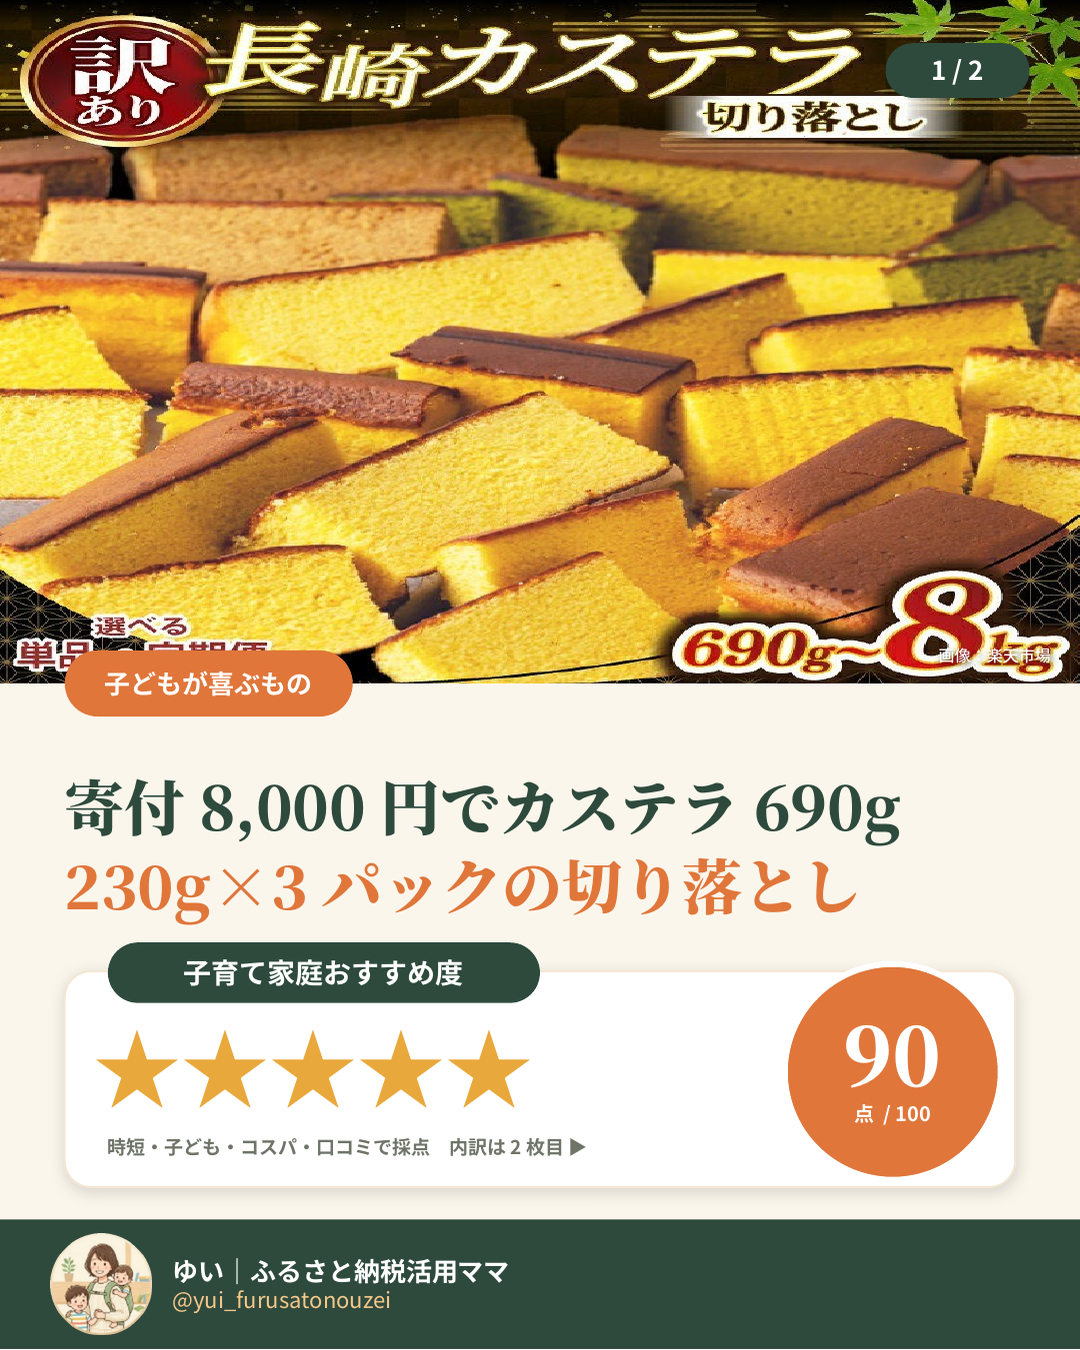 訳
あり
長崎カステラ
1 / 2
切り落とし
選べる
690g~8kg
画像：楽天市場
子どもが喜ぶもの
寄付 8,000 円でカステラ 690g
230g×3 パックの切り落とし
子育て家庭おすすめ度
★★★★★
90
点 / 100
時短・子ども・コスパ・口コミで採点　内訳は 2 枚目 ▶
ゆい｜ふるさと納税活用ママ
@yui_furusatonouzei